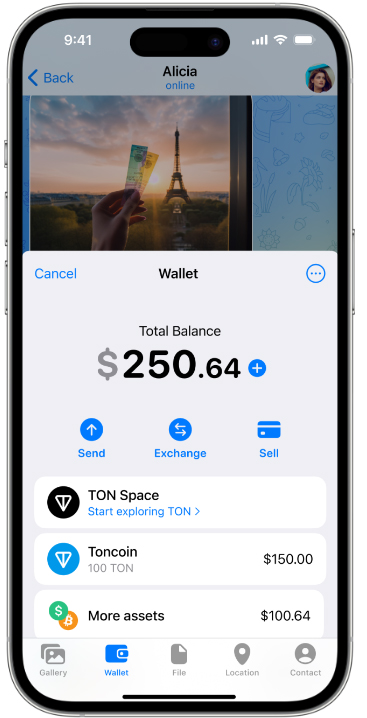 9:41
Back
Alicia
online
Cancel
Wallet
Total Balance
$250.64
Send
Exchange
Sell
TON Space
Start exploring TON >
Toncoin
100 TON
$150.00
More assets
$100.64
Gallery
Wallet
File
Location
Contact